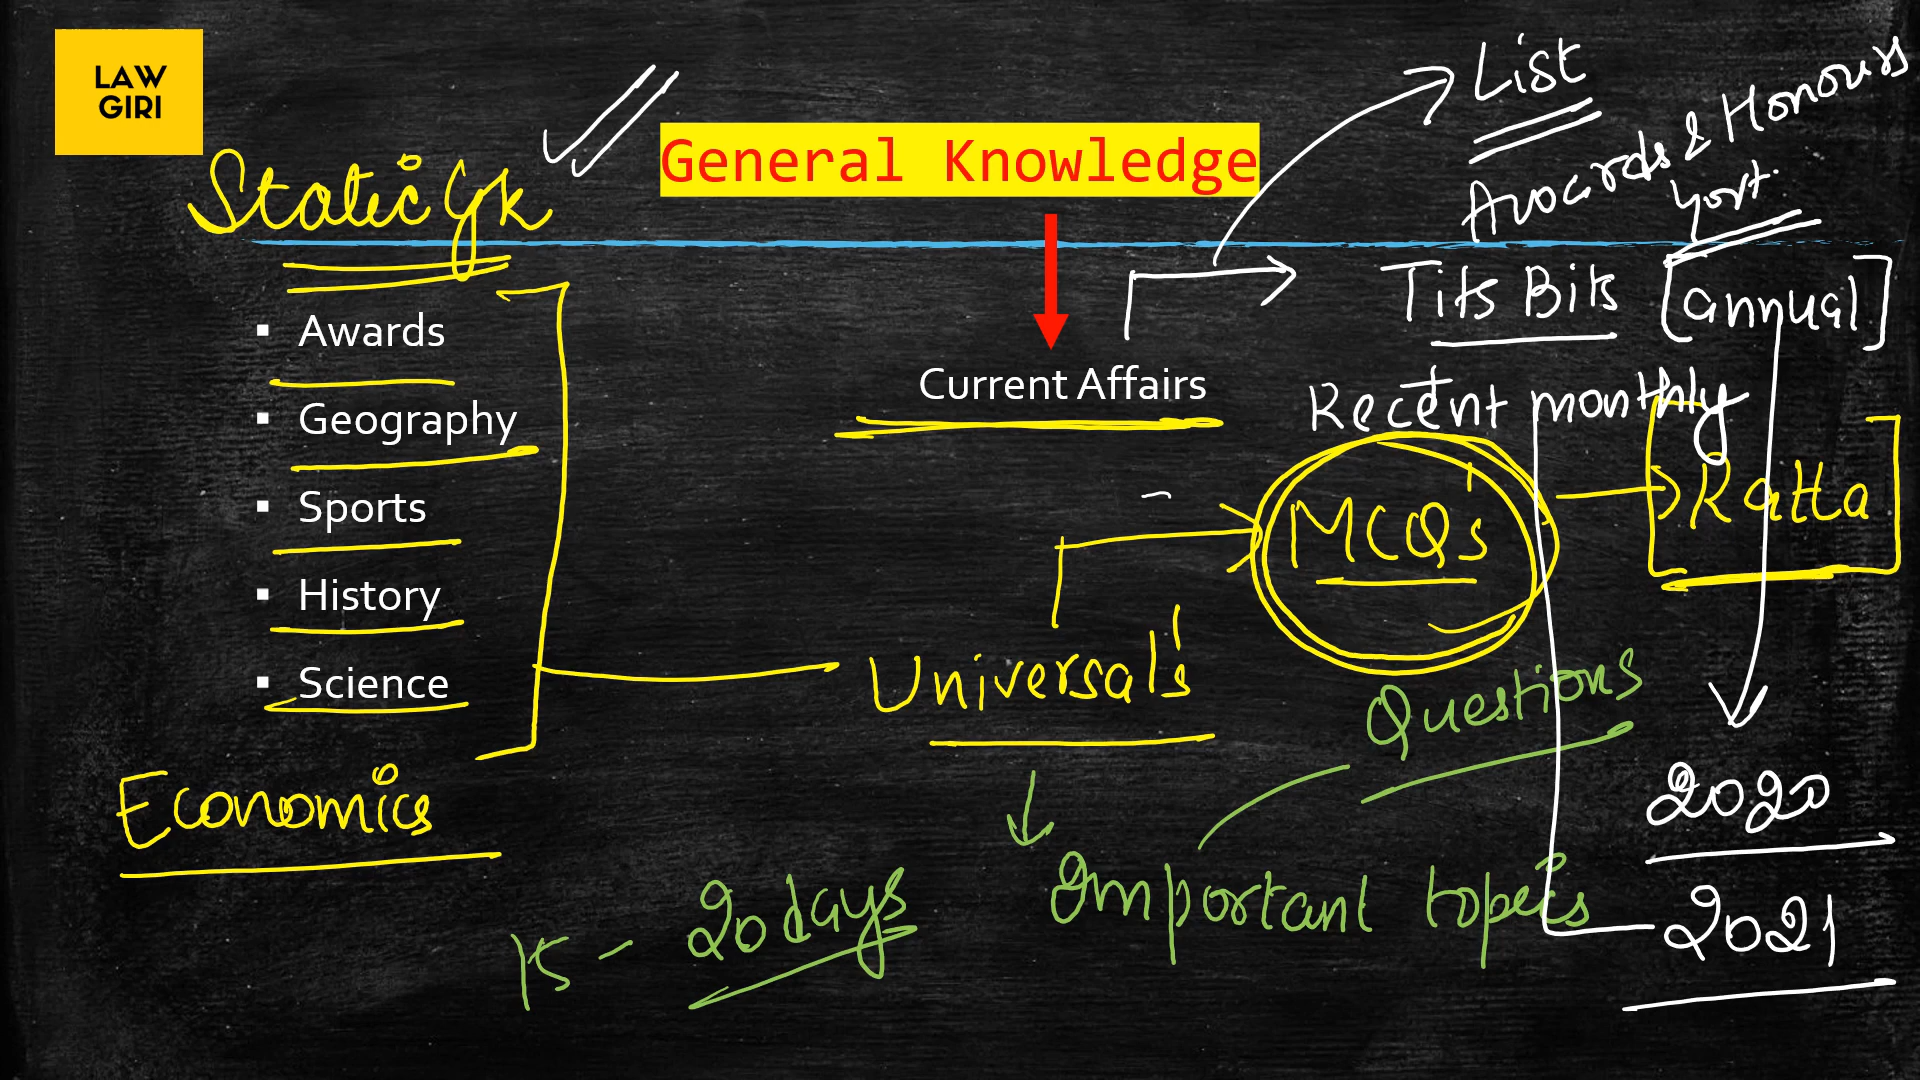 LAW
GIRI
General Knowledge
Static Gk
List
Awards & Honours
Tits Bits [annual]
Awards
Geography
Sports
History
Science
Economics
Current Affairs
Recent monthly
MCQ's
Ratta
Universal's
Questions
Important topics
15 - 20 days
2020
2021